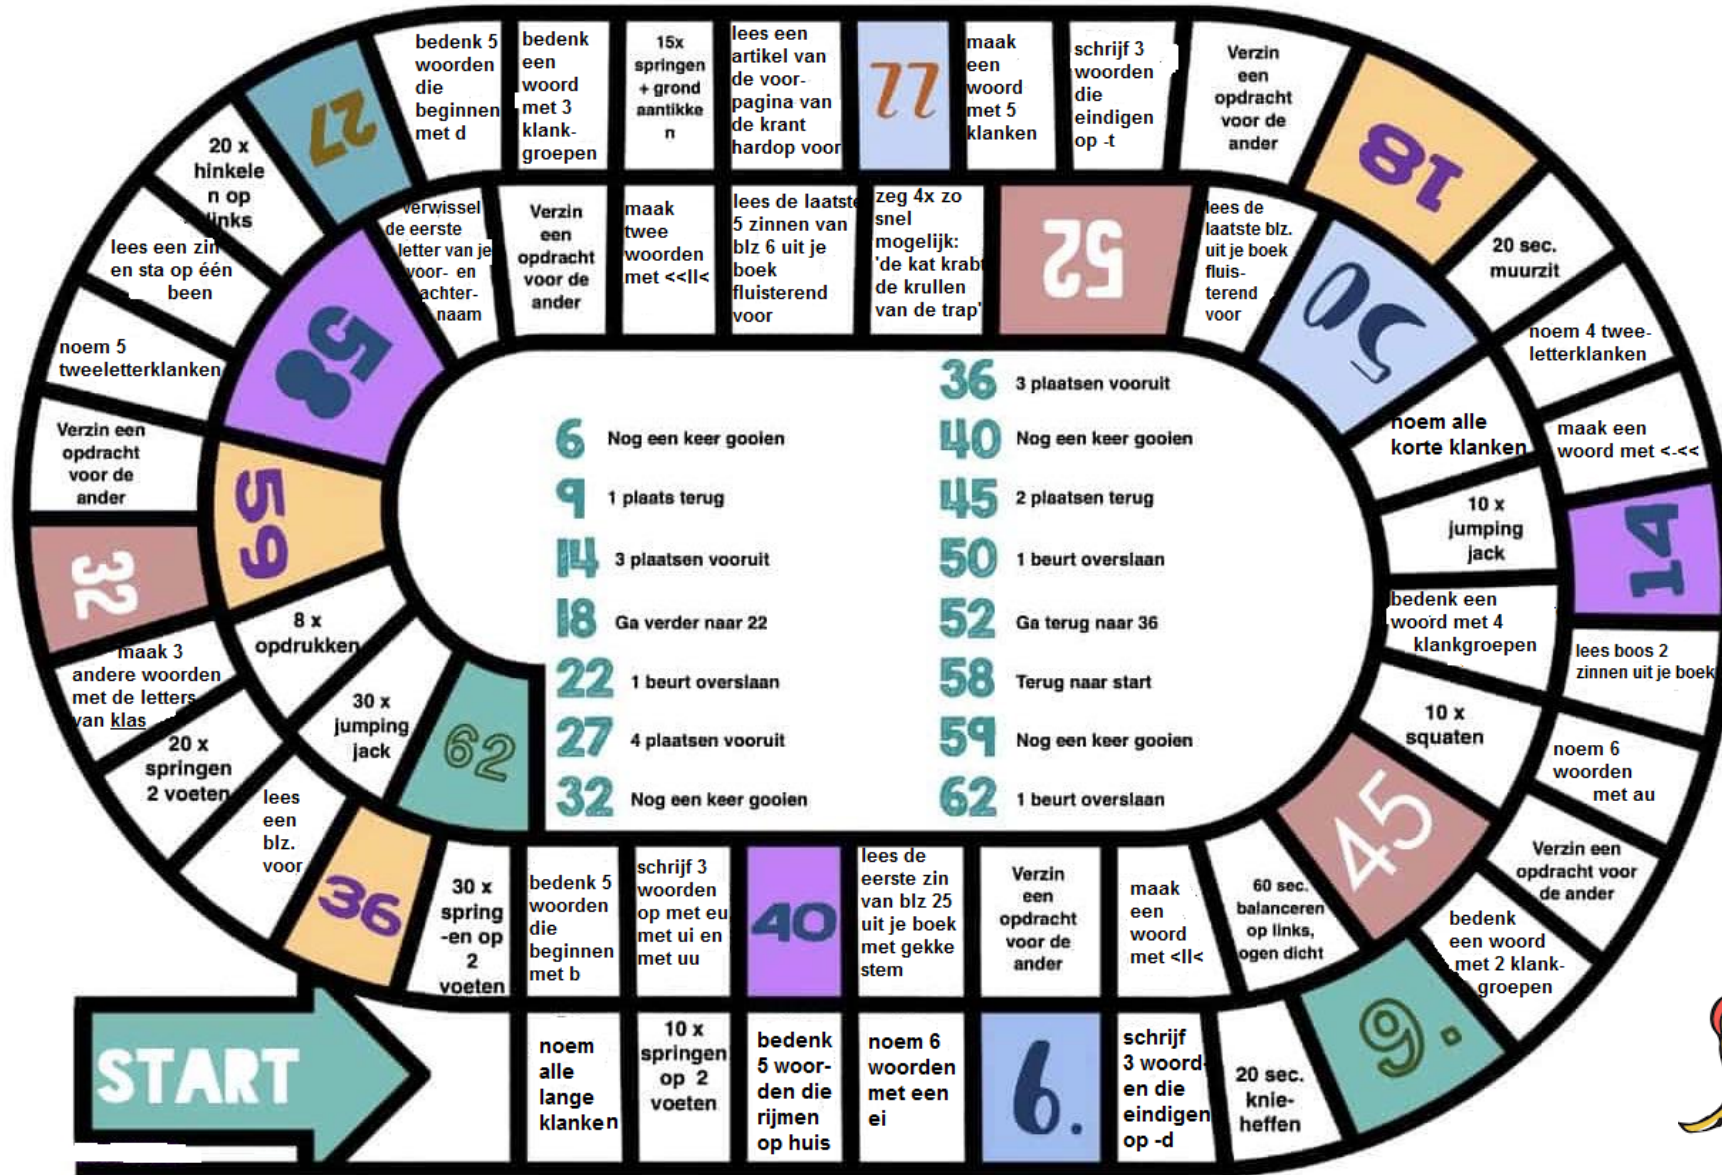 START
noem
alle
lange
klanken
10 x
springen
op 2
voeten
bedenk
5 woor-
den die
rijmen
op huis
noem 6
woorden
met een
ei
6.
schrijf
3 woord-
en die
eindigen
op -d
20 sec.
knie-
heffen
9.
bedenk
een woord
met 2 klank-
groepen
Verzin een
opdracht voor
de ander
noem 6
woorden
met au
lees boos 2
zinnen uit je boek
14
maak een
woord met <-<<
noem 4 twee-
letterklanken
20 sec.
muurzit
18
Verzin
een
opdracht
voor de
ander
schrijf 3
woorden
die
eindigen
op -t
maak
een
woord
met 5
klanken
22
lees een
artikel van
de voor-
pagina van
de krant
hardop voor
15x
springen
+ grond
aantikke
n
bedenk
een
woord
met 3
klank-
groepen
bedenk 5
woorden
die
beginnen
met d
27
20 x
hinkele
n op
links
lees een zin
en sta op één
been
noem 5
tweeletterklanken
Verzin een
opdracht
voor de
ander
32
maak 3
andere woorden
met de letters
van klas
20 x
springen
2 voeten
lees
een
blz.
voor
36
30 x
spring
-en op
2
voeten
bedenk 5
woorden
die
beginnen
met b
schrijf 3
woorden
op met eu,
met ui en
met uu
40
lees de
eerste zin
van blz 25
uit je boek
met gekke
stem
Verzin
een
opdracht
voor de
ander
maak
een
woord
met <ll<
60 sec.
balanceren
op links,
ogen dicht
45
10 x
squaten
bedenk een
woord met 4
klankgroepen
10 x
jumping
jack
noem alle
korte klanken
50
lees de
laatste blz.
uit je boek
fluis-
terend
voor
52
zeg 4x zo
snel
mogelijk:
'de kat krabt
de krullen
van de trap'
lees de laatste
5 zinnen van
blz 6 uit je
boek
fluisterend
voor
maak
twee
woorden
met <<ll<
Verzin
een
opdracht
voor de
ander
verwissel
de eerste
letter van je
voor- en
achter-
naam
58
59
8 x
opdrukken
30 x
jumping
jack
62
6 Nog een keer gooien
9 1 plaats terug
14 3 plaatsen vooruit
18 Ga verder naar 22
22 1 beurt overslaan
27 4 plaatsen vooruit
32 Nog een keer gooien
36 3 plaatsen vooruit
40 Nog een keer gooien
45 2 plaatsen terug
50 1 beurt overslaan
52 Ga terug naar 36
58 Terug naar start
59 Nog een keer gooien
62 1 beurt overslaan